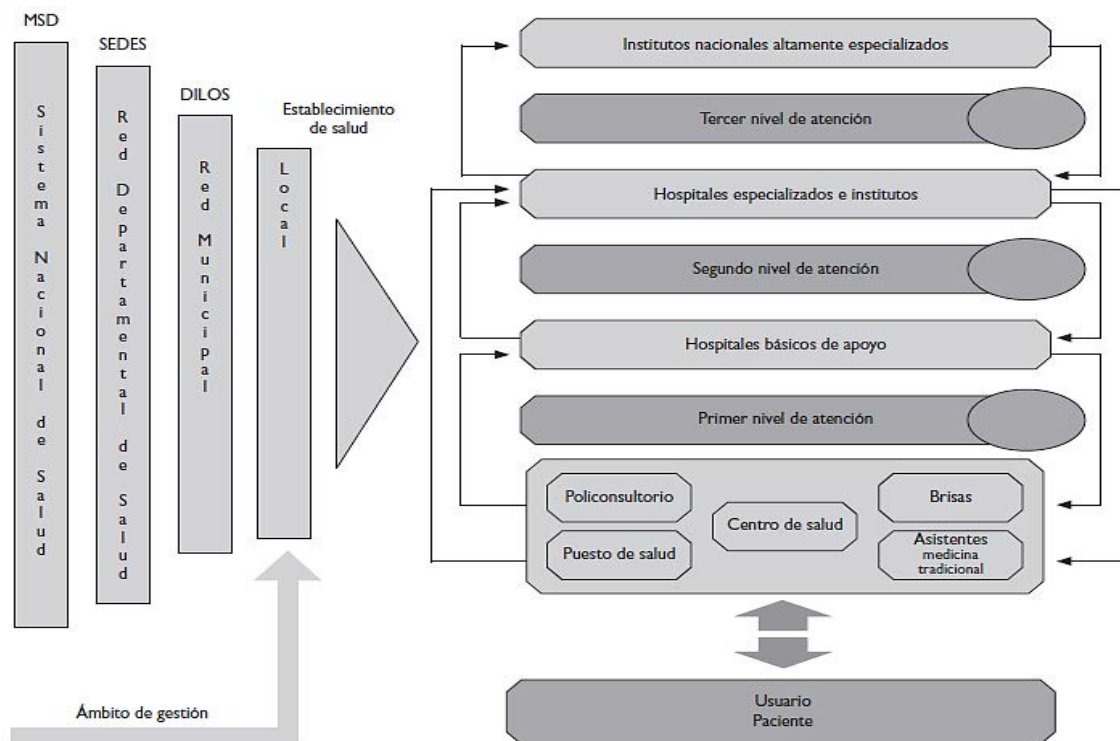 MSD
SEDES
DILOS
Establecimiento
de salud
Sistema Nacional de Salud
Red Departamental de Salud
Red Municipal
Local
Ámbito de gestión
Institutos nacionales altamente especializados
Tercer nivel de atención
Hospitales especializados e institutos
Segundo nivel de atención
Hospitales básicos de apoyo
Primer nivel de atención
Policonsultorio
Puesto de salud
Centro de salud
Brisas
Asistentes
medicina
tradicional
Usuario
Paciente